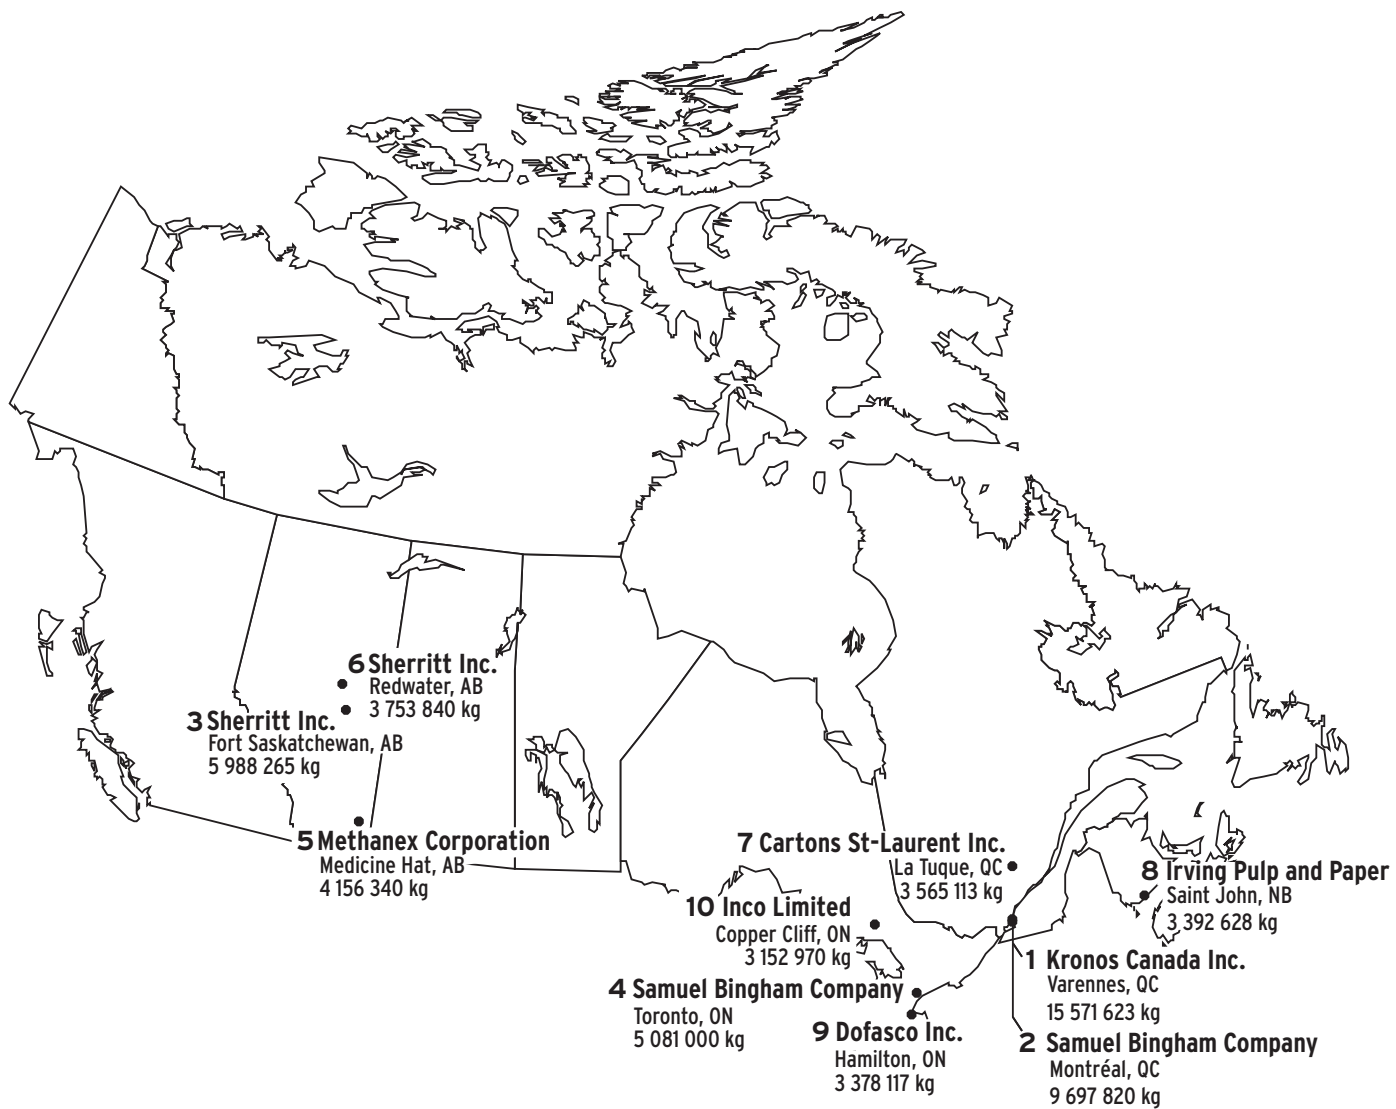 6 Sherritt Inc.
Redwater, AB
3 753 840 kg
3 Sherritt Inc.
Fort Saskatchewan, AB
5 988 265 kg
5 Methanex Corporation
Medicine Hat, AB
4 156 340 kg
7 Cartons St-Laurent Inc.
La Tuque, QC
3 565 113 kg
8 Irving Pulp and Paper
Saint John, NB
3 392 628 kg
10 Inco Limited
Copper Cliff, ON
3 152 970 kg
1 Kronos Canada Inc.
Varennes, QC
15 571 623 kg
4 Samuel Bingham Company
Toronto, ON
5 081 000 kg
9 Dofasco Inc.
Hamilton, ON
3 378 117 kg
2 Samuel Bingham Company
Montréal, QC
9 697 820 kg